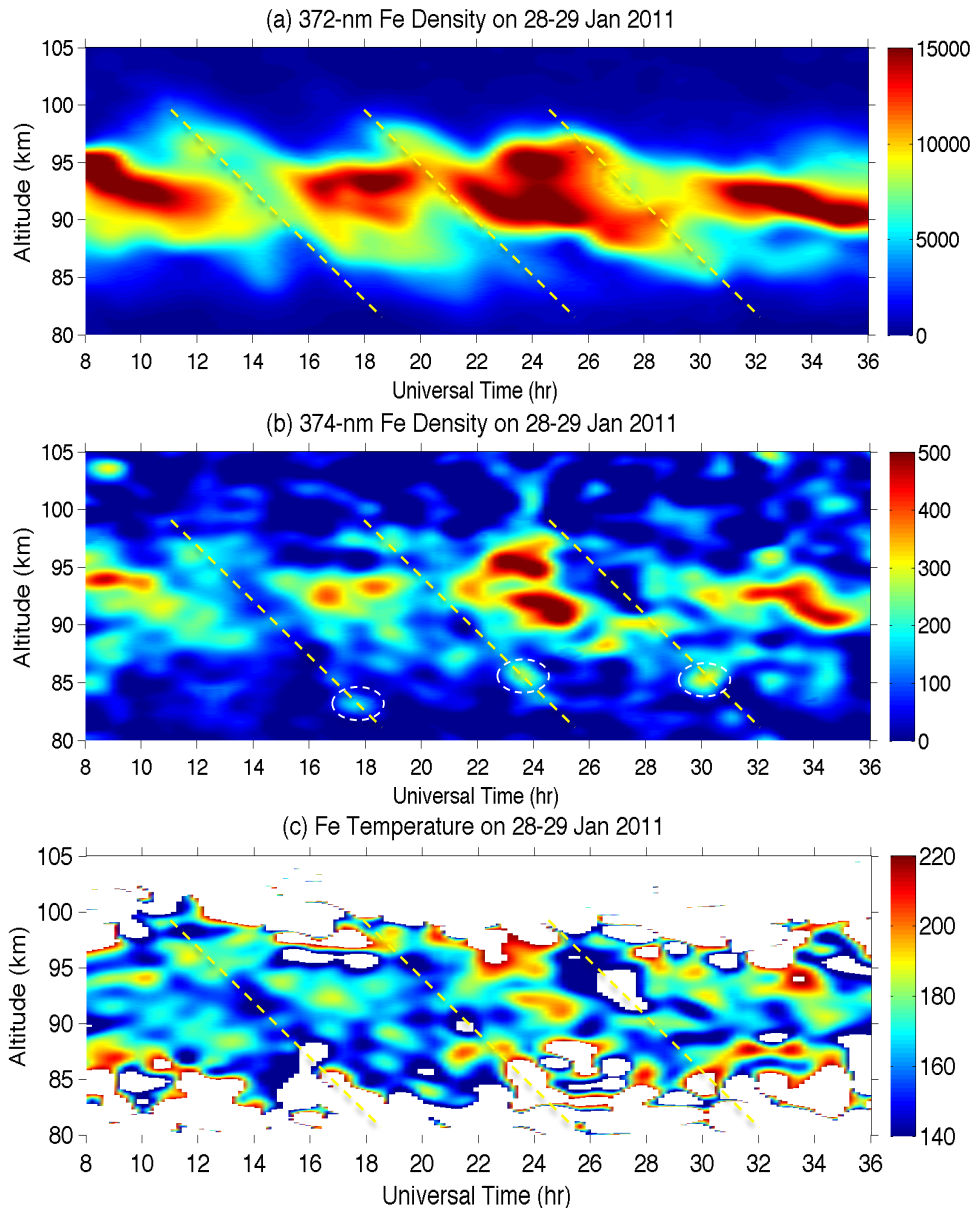 (a) 372-nm Fe Density on 28-29 Jan 2011
105
100
95
90
85
80
Altitude (km)
8 10 12 14 16 18 20 22 24 26 28 30 32 34 36
Universal Time (hr)
15000
10000
5000
0
(b) 374-nm Fe Density on 28-29 Jan 2011
105
100
95
90
85
80
Altitude (km)
8 10 12 14 16 18 20 22 24 26 28 30 32 34 36
Universal Time (hr)
500
400
300
200
100
0
(c) Fe Temperature on 28-29 Jan 2011
105
100
95
90
85
80
Altitude (km)
8 10 12 14 16 18 20 22 24 26 28 30 32 34 36
Universal Time (hr)
220
200
180
160
140